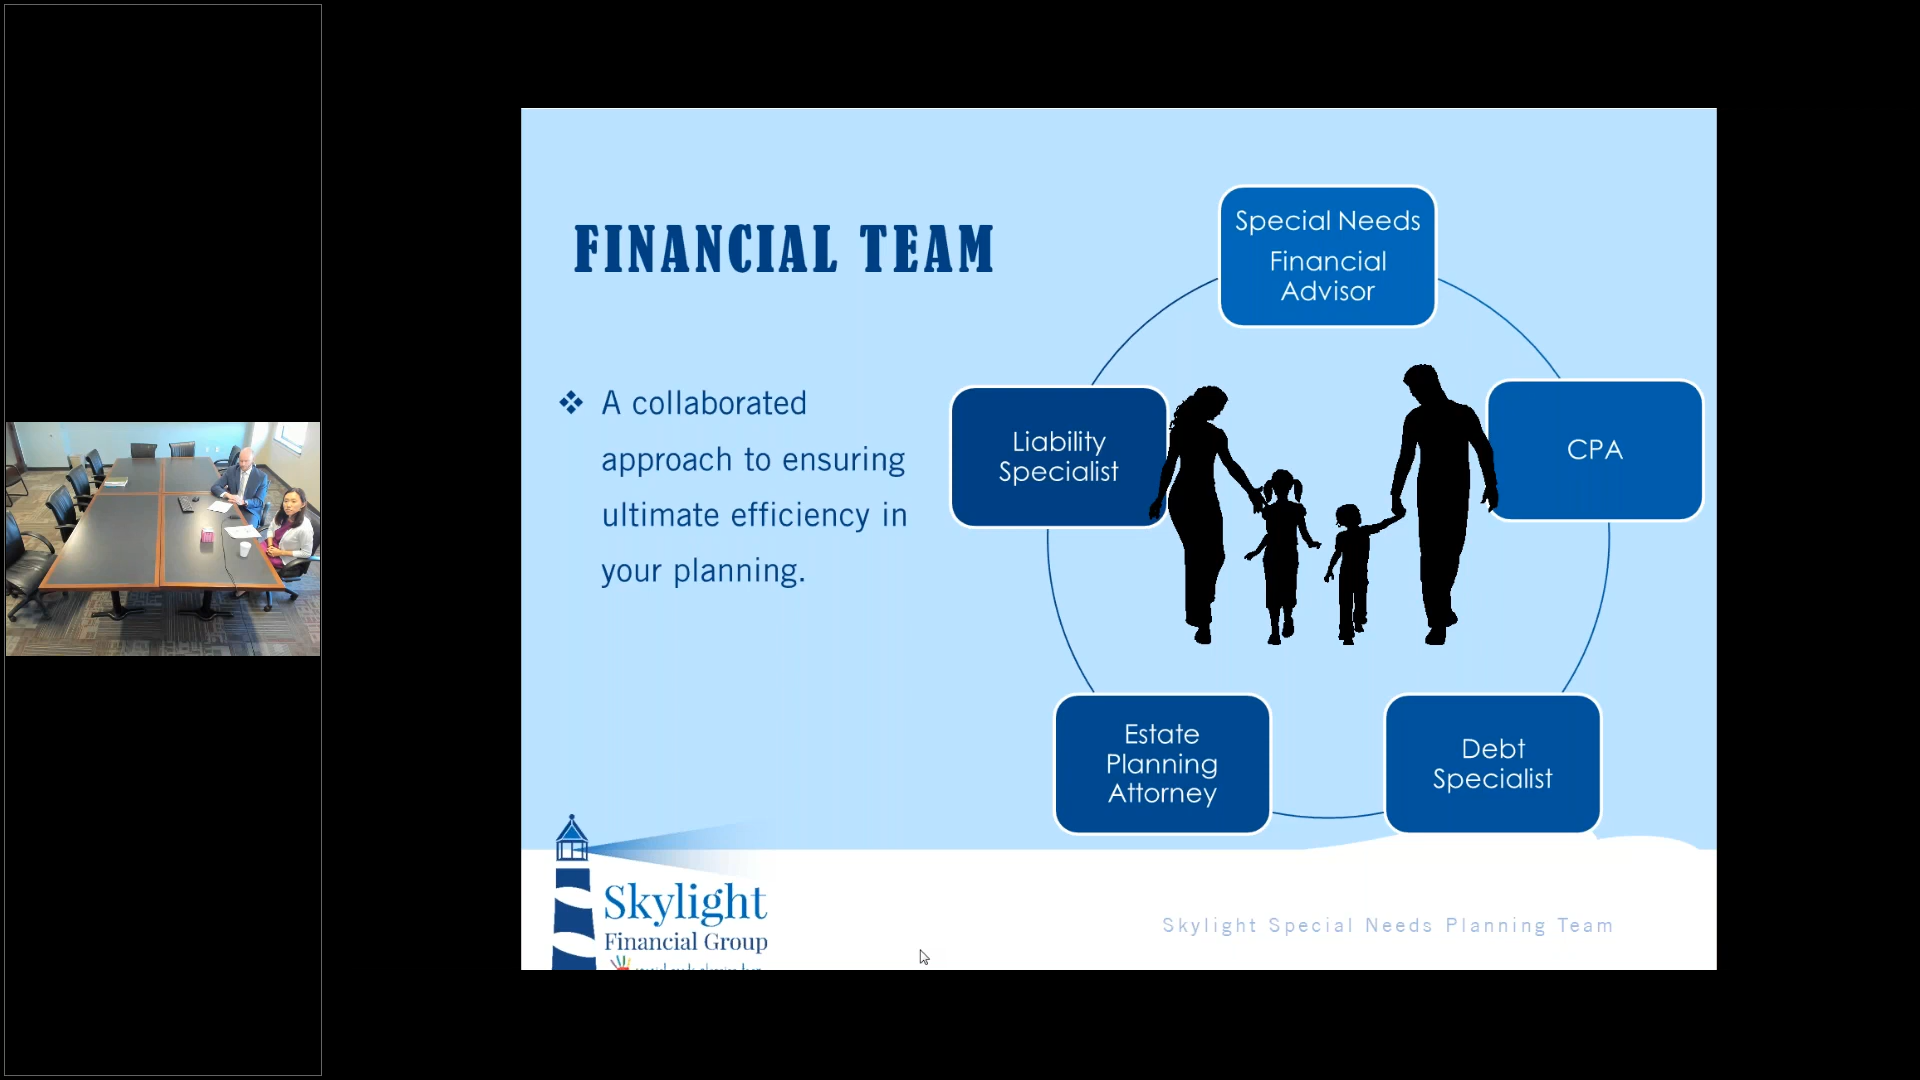 FINANCIAL TEAM
A collaborated
approach to ensuring
ultimate efficiency in
your planning.
Special Needs
Financial
Advisor
Liability
Specialist
CPA
Estate
Planning
Attorney
Debt
Specialist
Skylight
Financial Group
Skylight Special Needs Planning Team